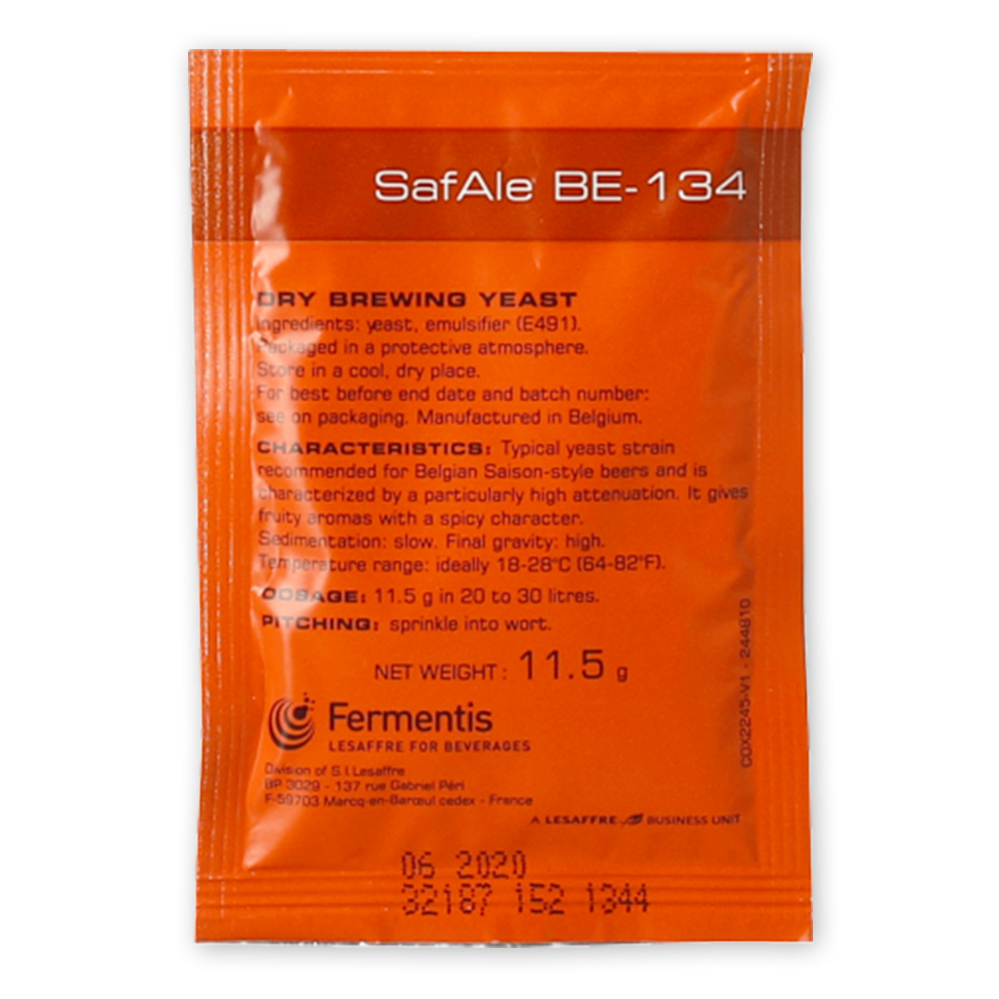 SafAle BE-134
DRY BREWING YEAST
Ingredients: yeast, emulsifier (E491).
Packaged in a protective atmosphere.
Store in a cool, dry place.
For best before end date and batch number:
see on packaging. Manufactured in Belgium.
CHARACTERISTICS: Typical yeast strain
recommended for Belgian Saison-style beers and is
characterized by a particularly high attenuation. It gives
fruity aromas with a spicy character.
Sedimentation: slow. Final gravity: high.
Temperature range: ideally 18-28°C (64-82°F).
DOSAGE: 11.5 g in 20 to 30 litres.
PITCHING: sprinkle into wort.
NET WEIGHT : 11.5 g
CDX2245-V1 - 244810
Fermentis
LESAFFRE FOR BEVERAGES
Division of S.I.Lesaffre
BP 3029 - 137 rue Gabriel Péri
F-59703 Marcq-en-Barœul cedex - France
A LESAFFRE BUSINESS UNIT
06 2020
32187 152 1344